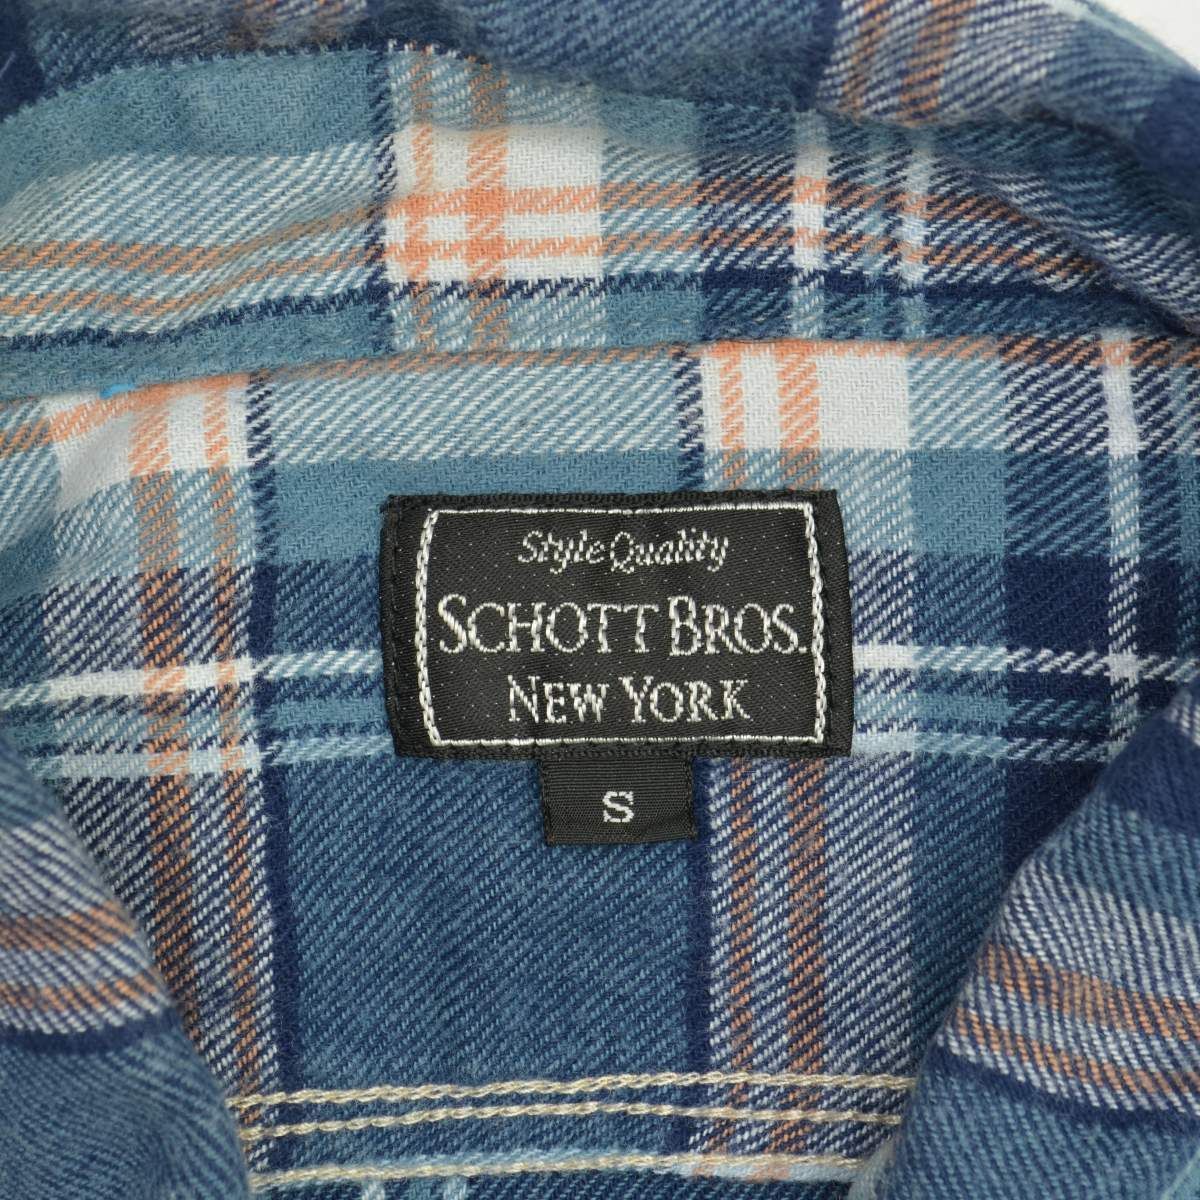 Style Quality
SCHOTT BROS.
NEW YORK
S